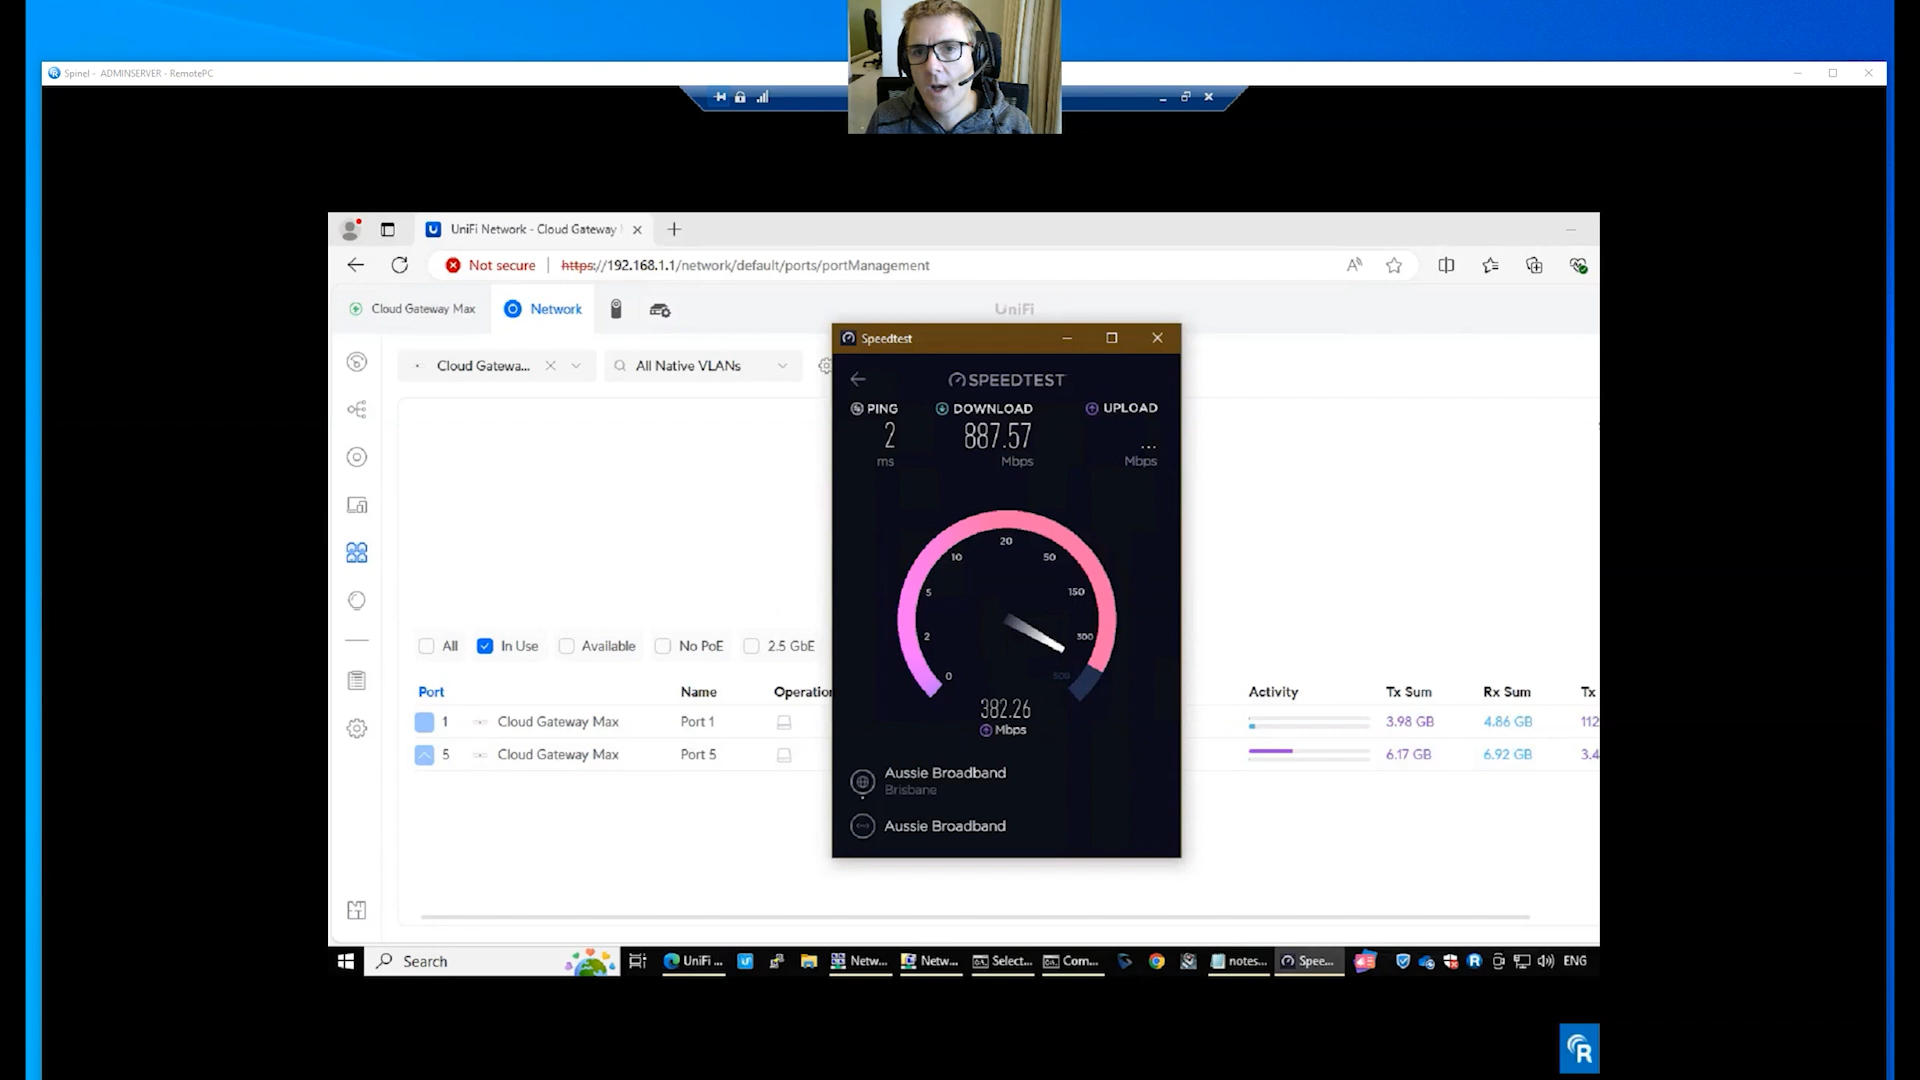 Spinel - ADMINSERVER - RemotePC
UniFi Network - Cloud Gateway
Not secure
https://192.168.1.1/network/default/ports/portManagement
Cloud Gateway Max
Network
UniFi
Cloud Gatewa...
All Native VLANs
Speedtest
SPEEDTEST
PING
DOWNLOAD
UPLOAD
2
887.57
...
ms
Mbps
Mbps
0
2
5
10
20
50
150
300
500
382.26
Mbps
Aussie Broadband
Brisbane
Aussie Broadband
All
In Use
Available
No PoE
2.5 GbE
Port
Name
Operation
Activity
Tx Sum
Rx Sum
Tx
1
Cloud Gateway Max
Port 1
3.98 GB
4.86 GB
112
5
Cloud Gateway Max
Port 5
6.17 GB
6.92 GB
3.4
Search
UniFi ...
Netw...
Netw...
Select...
Com...
notes...
Spee...
ENG